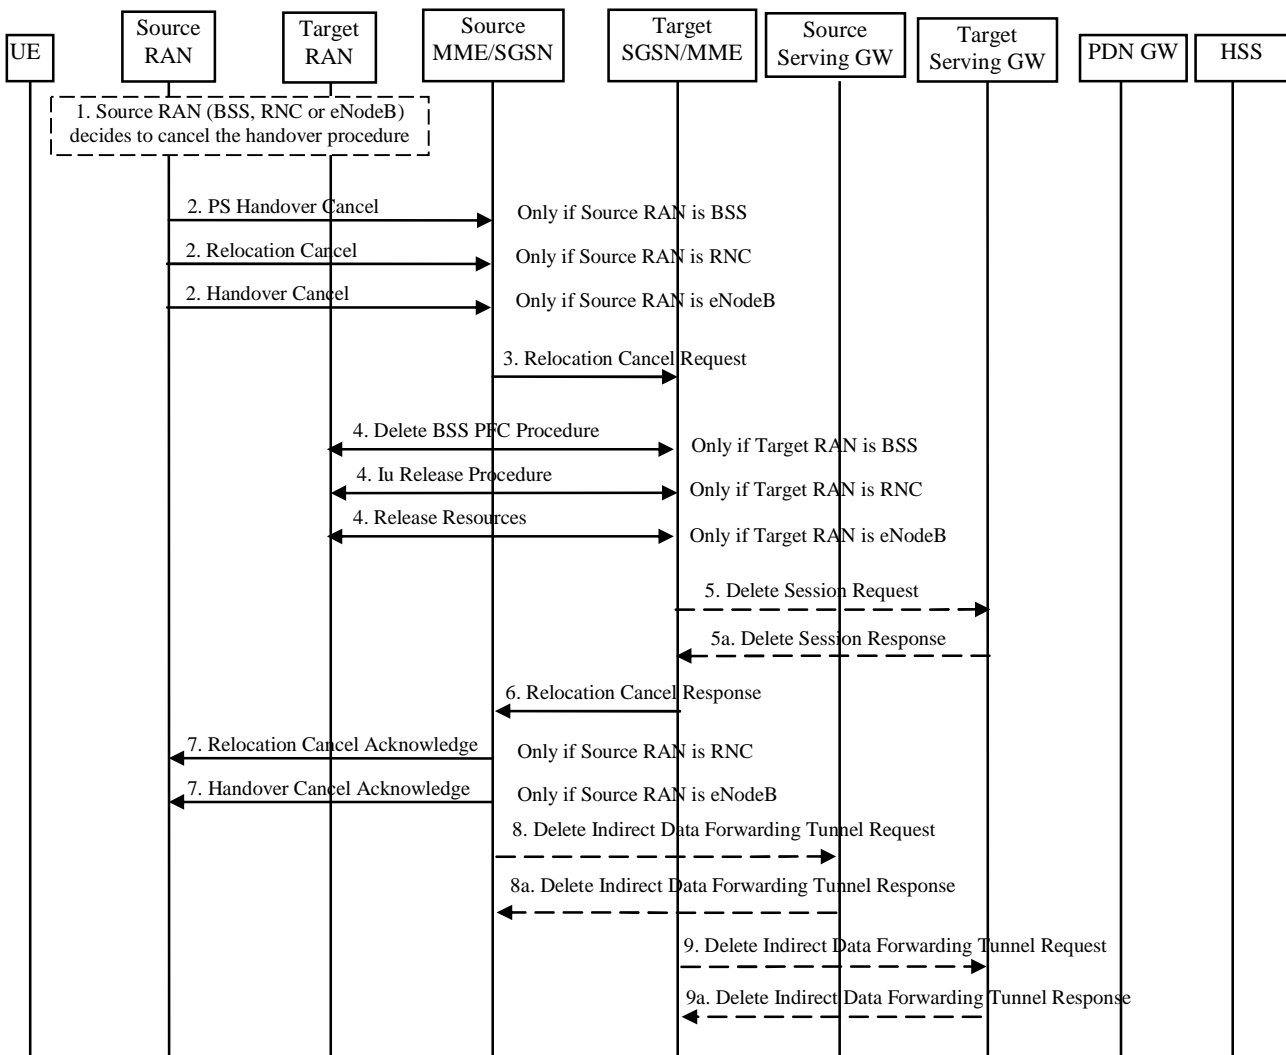 UE
Source
RAN
Target
RAN
Source
MME/SGSN
Target
SGSN/MME
Source
Serving GW
Target
Serving GW
PDN GW
HSS
1. Source RAN (BSS, RNC or eNodeB)
decides to cancel the handover procedure
2. PS Handover Cancel
Only if Source RAN is BSS
2. Relocation Cancel
Only if Source RAN is RNC
2. Handover Cancel
Only if Source RAN is eNodeB
3. Relocation Cancel Request
4. Delete BSS PFC Procedure
Only if Target RAN is BSS
4. Iu Release Procedure
Only if Target RAN is RNC
4. Release Resources
Only if Target RAN is eNodeB
5. Delete Session Request
5a. Delete Session Response
6. Relocation Cancel Response
7. Relocation Cancel Acknowledge
Only if Source RAN is RNC
7. Handover Cancel Acknowledge
Only if Source RAN is eNodeB
8. Delete Indirect Data Forwarding Tunnel Request
8a. Delete Indirect Data Forwarding Tunnel Response
9. Delete Indirect Data Forwarding Tunnel Request
9a. Delete Indirect Data Forwarding Tunnel Response